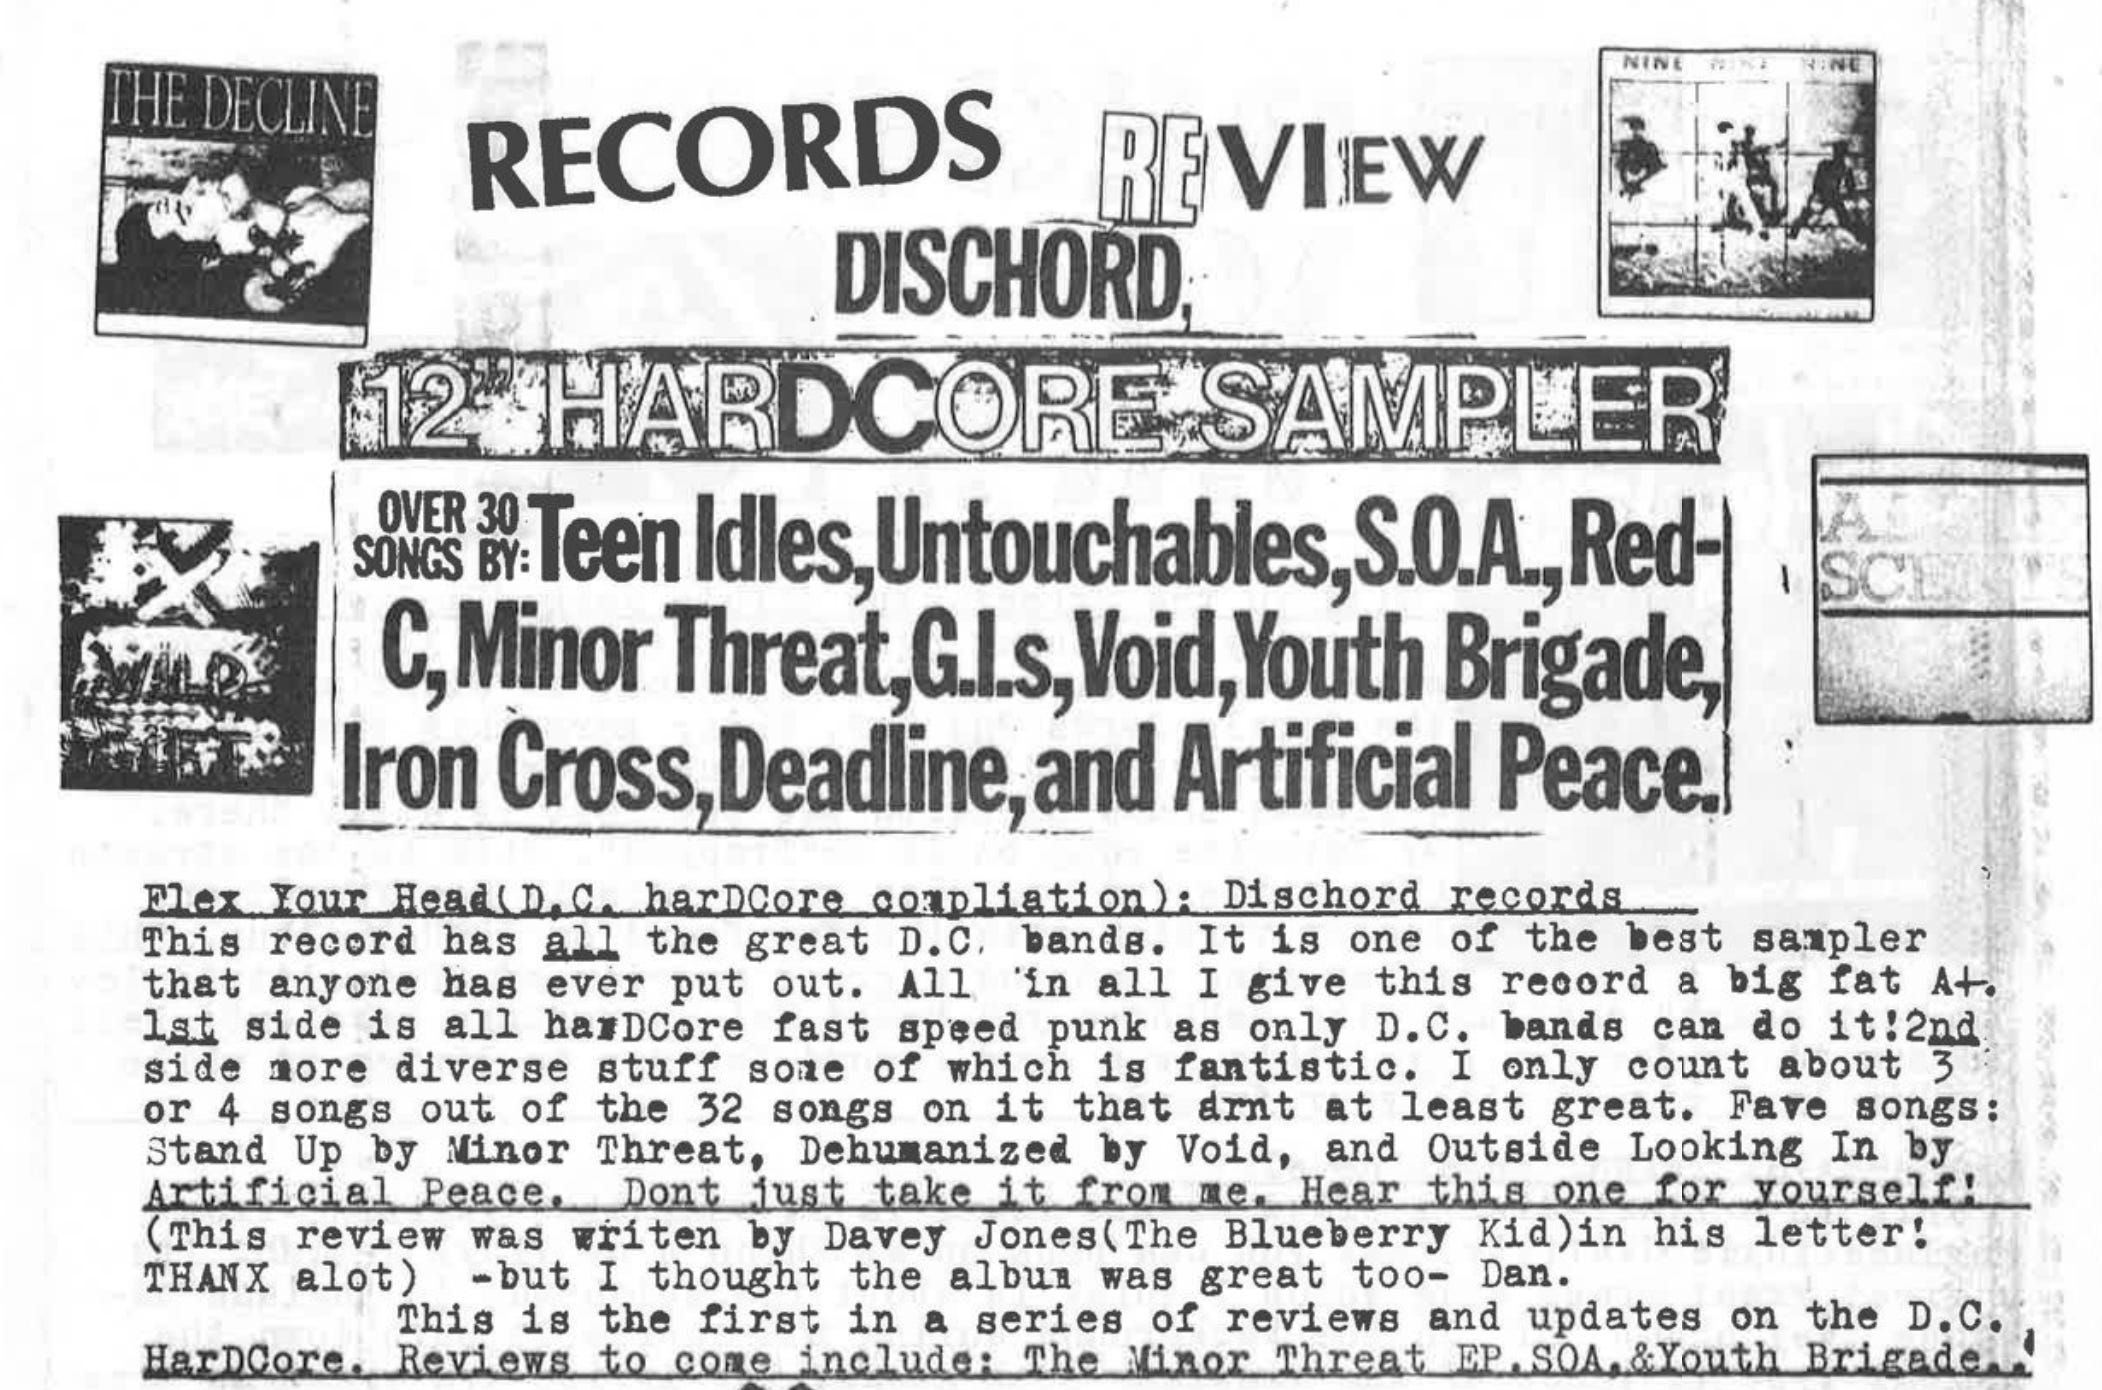 THE DECLINE
RECORDS REVIEW
NINE NINE NINE
DISCHORD,
12" HARDCORE SAMPLER
OVER 30
SONGS BY: Teen Idles, Untouchables, S.O.A., Red-
C, Minor Threat, G.I.s, Void, Youth Brigade,
Iron Cross, Deadline, and Artificial Peace.
X
WILD
GIFT
Flex Your Head(D.C. harDCore compliation): Dischord records
This record has all the great D.C. bands. It is one of the best sampler
that anyone has ever put out. All in all I give this record a big fat A+.
1st side is all harDCore fast speed punk as only D.C. bands can do it!2nd
side more diverse stuff some of which is fantistic. I only count about 3
or 4 songs out of the 32 songs on it that arnt at least great. Fave songs:
Stand Up by Minor Threat, Dehumanized by Void, and Outside Looking In by
Artificial Peace. Dont just take it from me. Hear this one for yourself!
(This review was writen by Davey Jones(The Blueberry Kid)in his letter!
THANX alot) -but I thought the album was great too- Dan.
This is the first in a series of reviews and updates on the D.C.
HarDCore. Reviews to come include: The Minor Threat EP,SOA,&Youth Brigade..